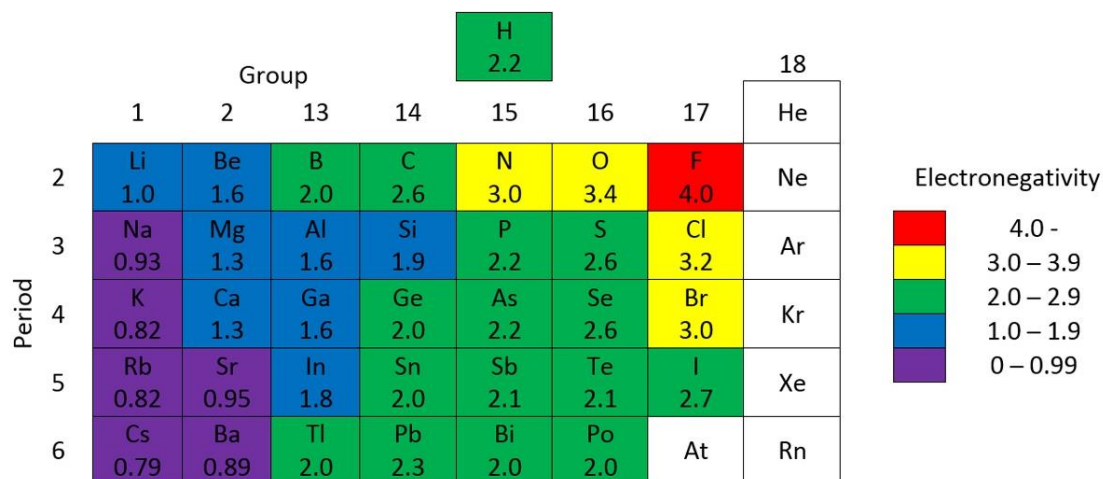 H
2.2
Group
18
1 2 13 14 15 16 17 He
Li Be B C N O F
2 Ne
1.0 1.6 2.0 2.6 3.0 3.4 4.0
Na Mg Al Si P S Cl
3 Ar
0.93 1.3 1.6 1.9 2.2 2.6 3.2
K Ca Ga Ge As Se Br
4 Kr
0.82 1.3 1.6 2.0 2.2 2.6 3.0
Rb Sr In Sn Sb Te I
5 Xe
0.82 0.95 1.8 2.0 2.1 2.1 2.7
Cs Ba Tl Pb Bi Po
6 At Rn
0.79 0.89 2.0 2.3 2.0 2.0
Period
Electronegativity
4.0 -
3.0 – 3.9
2.0 – 2.9
1.0 – 1.9
0 – 0.99